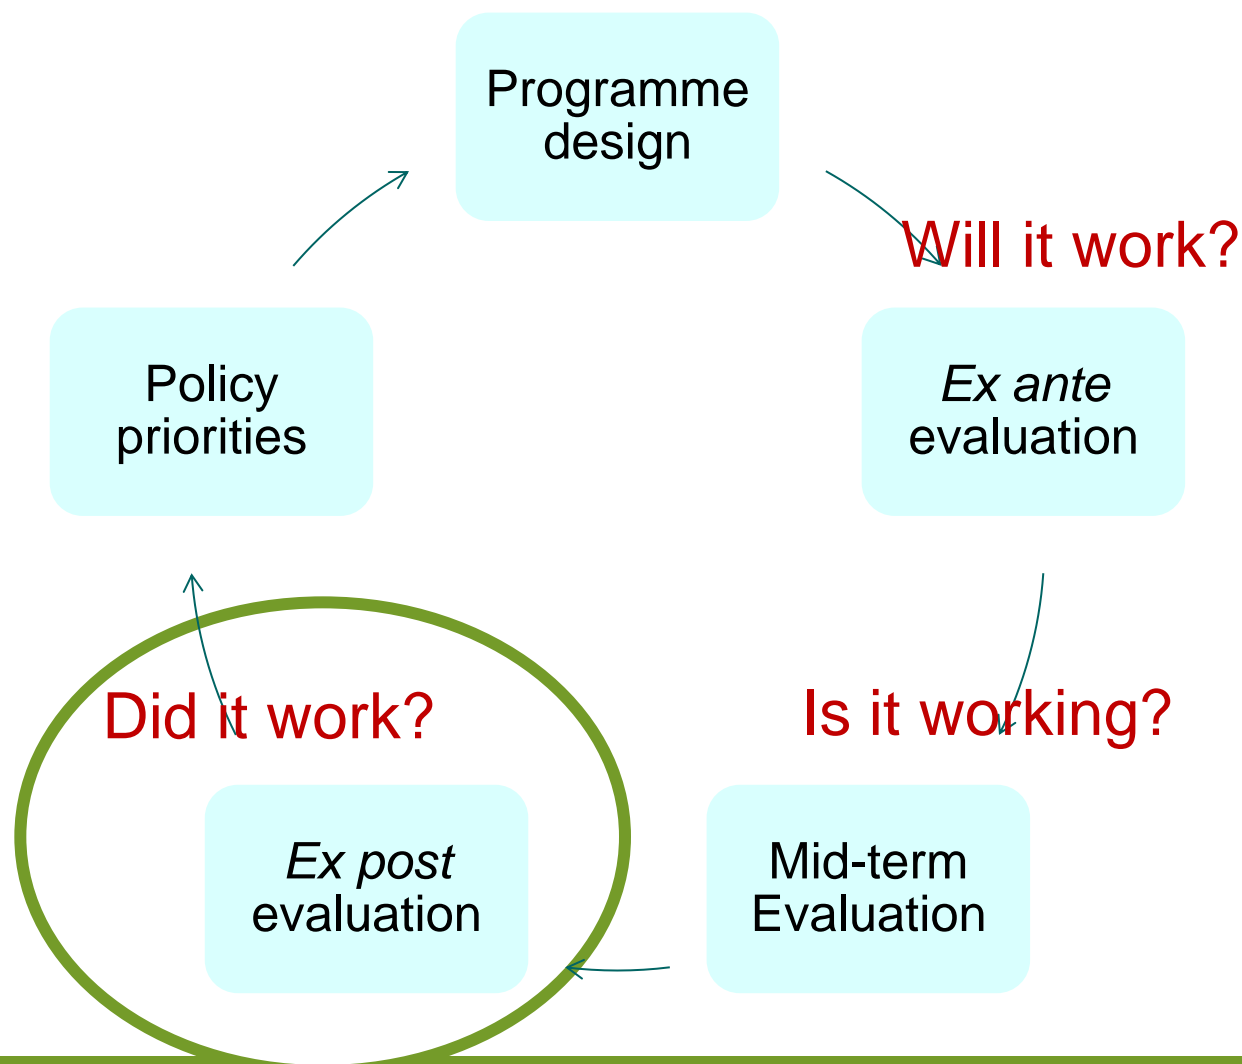 Programme
design
Will it work?
Policy
priorities
Ex ante
evaluation
Did it work?
Is it working?
Ex post
evaluation
Mid-term
Evaluation